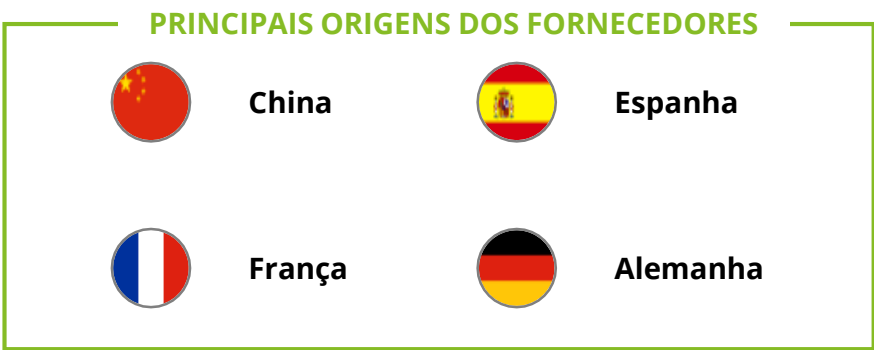 PRINCIPAIS ORIGENS DOS FORNECEDORES
China
Espanha
França
Alemanha